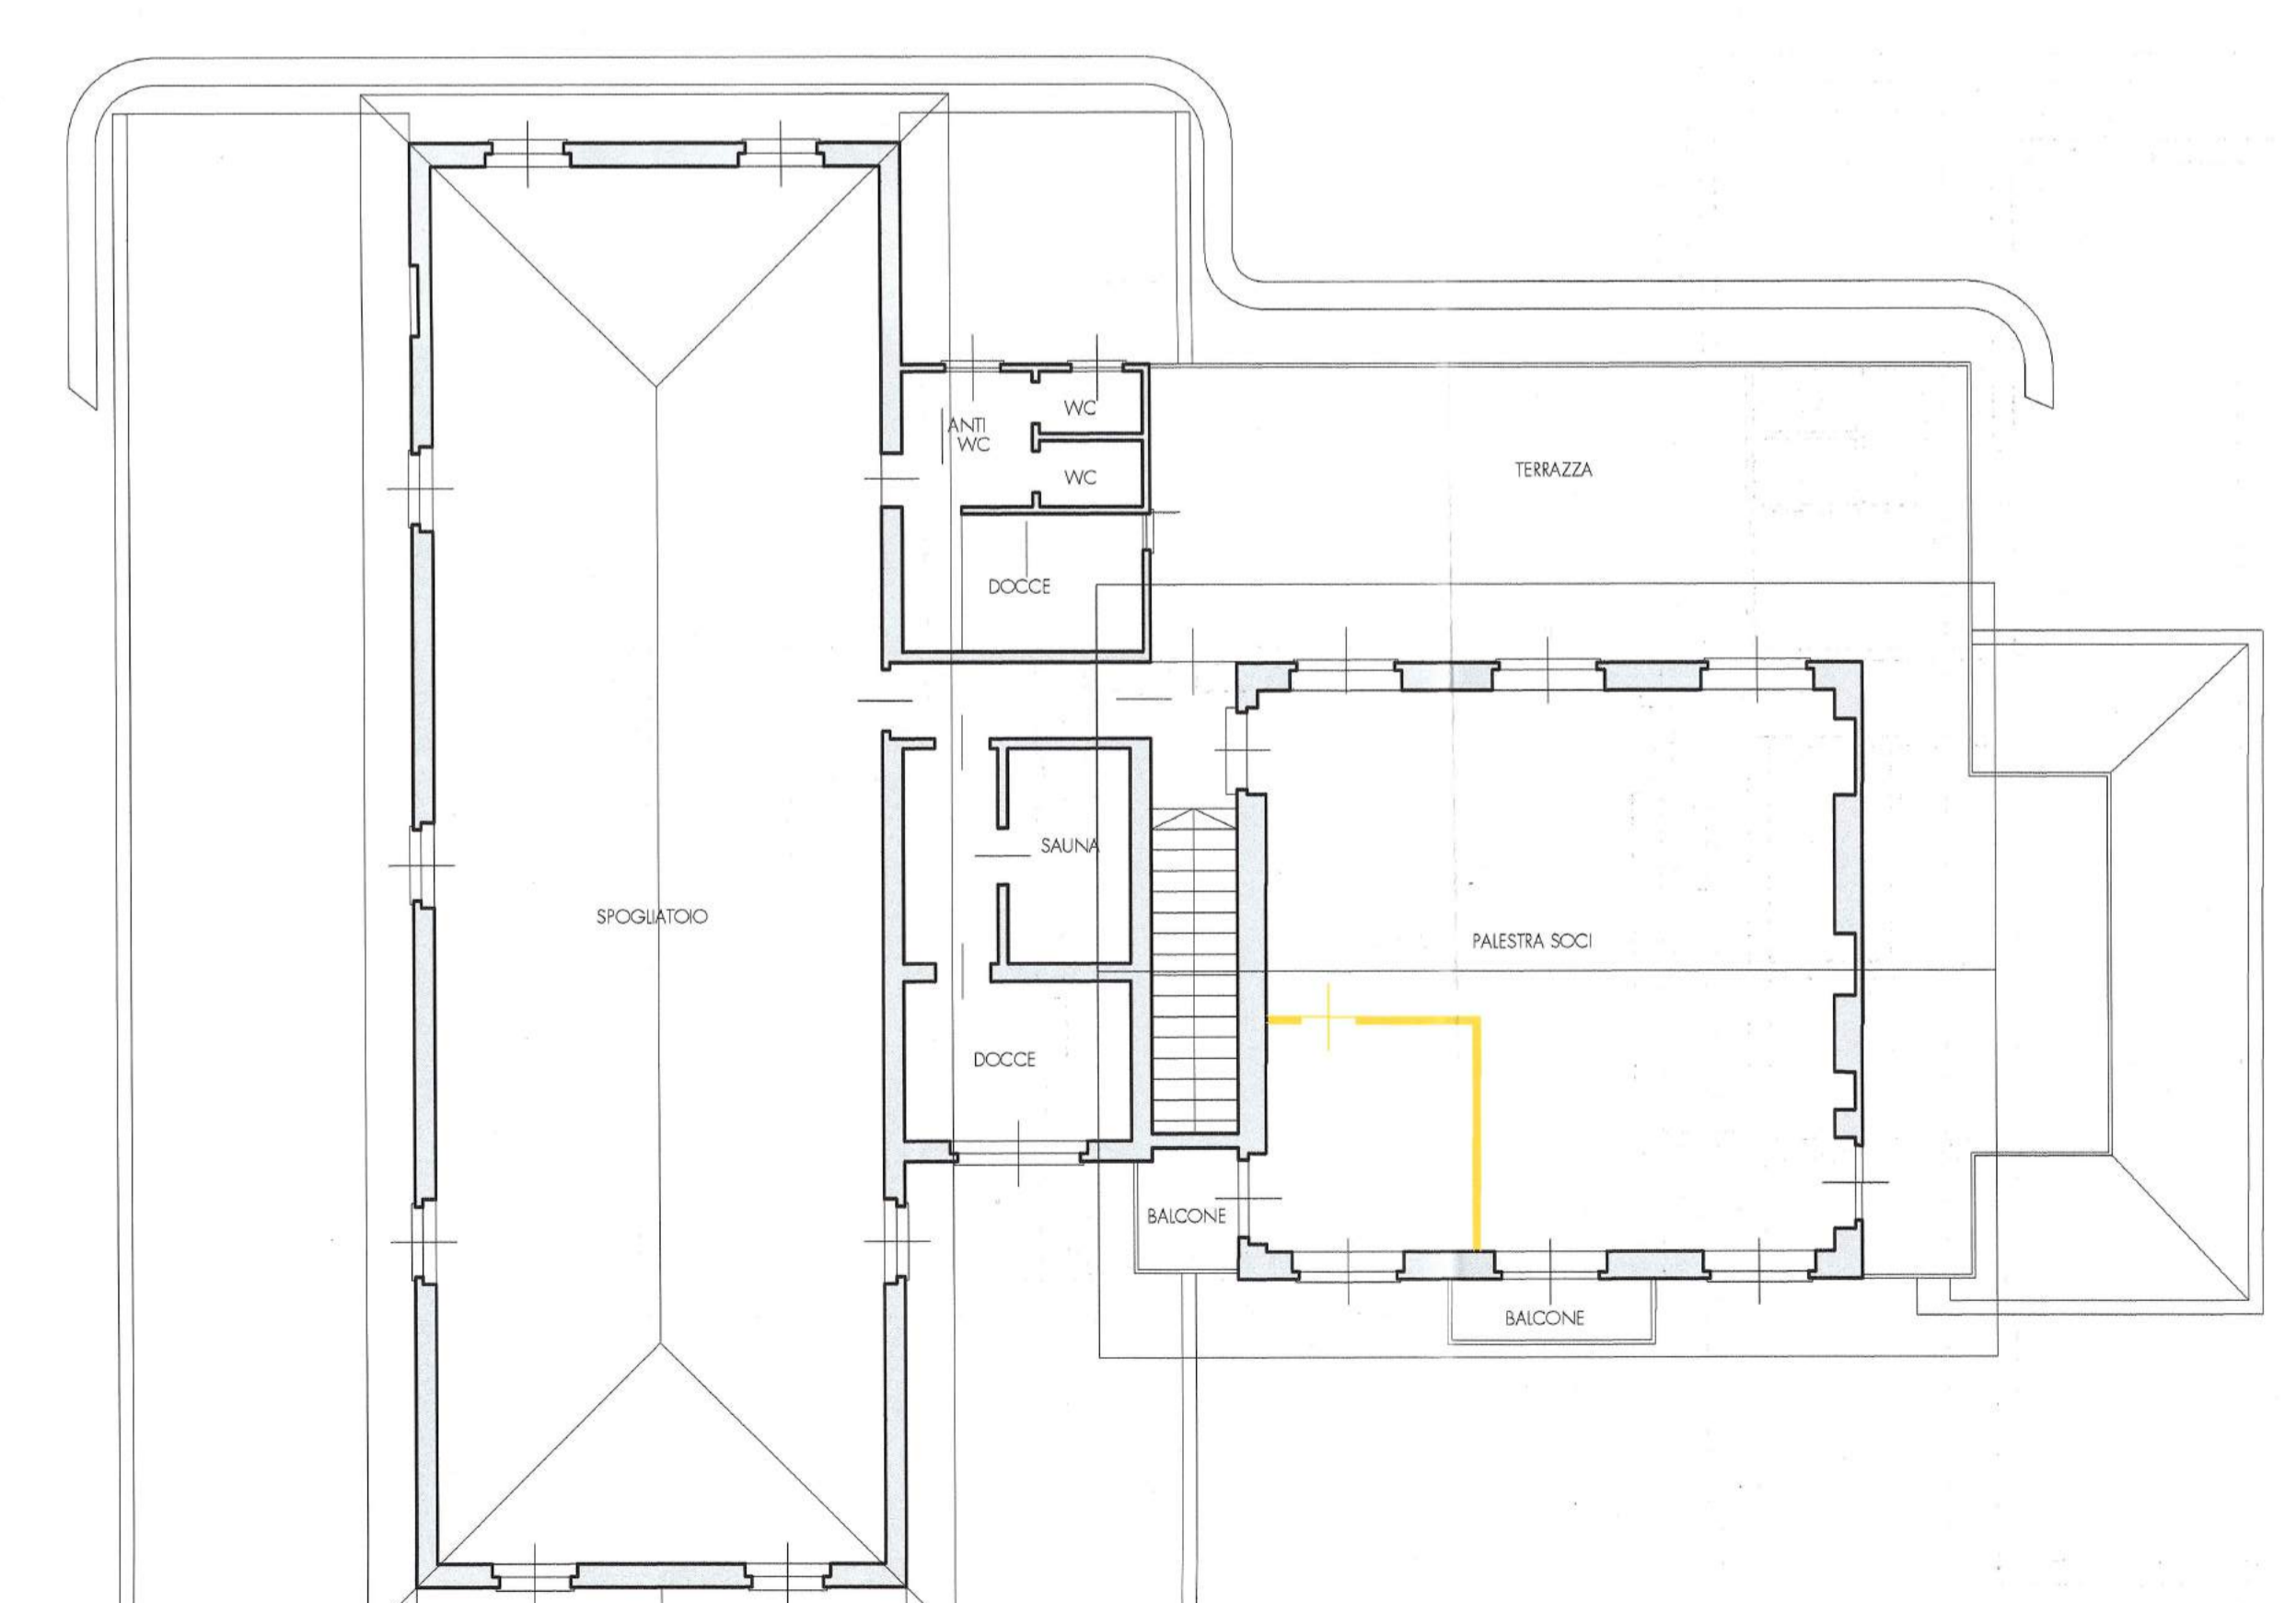 WC
ANTI
WC
WC
TERRAZZA
DOCCE
SAUNA
SPOGLIATOIO
PALESTRA SOCI
DOCCE
BALCONE
BALCONE